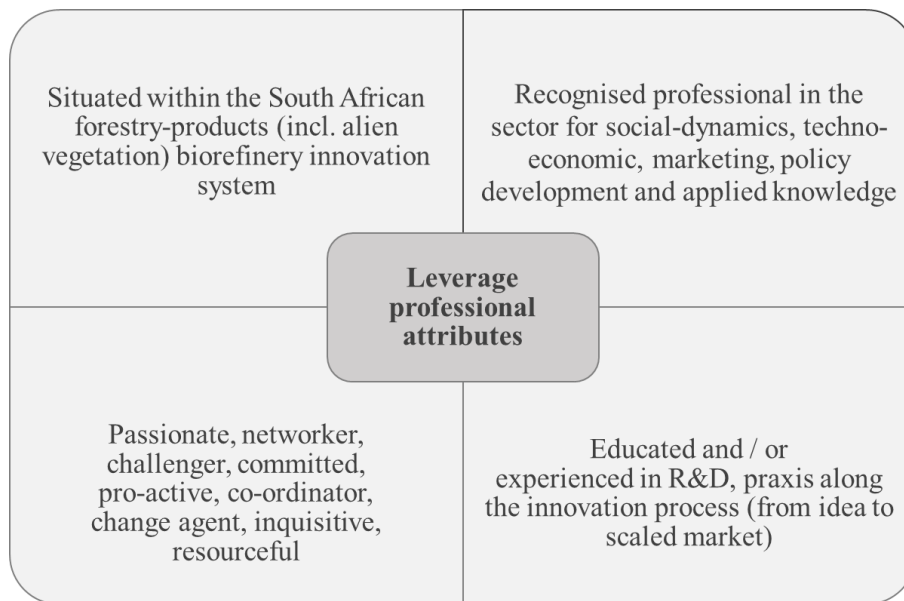 Situated within the South African
forestry-products (incl. alien
vegetation) biorefinery innovation
system
Recognised professional in the
sector for social-dynamics, techno-
economic, marketing, policy
development and applied knowledge
Leverage
professional
attributes
Passionate, networker,
challenger, committed,
pro-active, co-ordinator,
change agent, inquisitive,
resourceful
Educated and / or
experienced in R&D, praxis along
the innovation process (from idea to
scaled market)